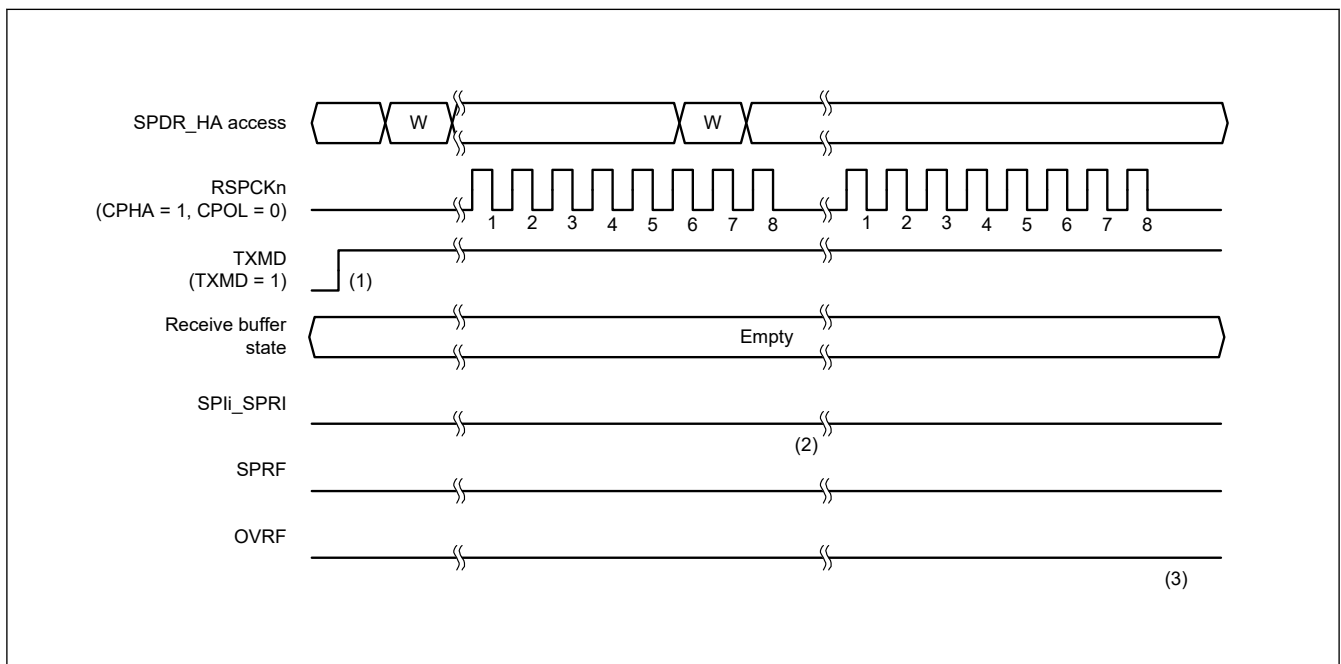 SPDR_HA access
W
W
RSPCKn
(CPHA = 1, CPOL = 0)
1 2 3 4 5 6 7 8
1 2 3 4 5 6 7 8
TXMD
(TXMD = 1)
(1)
Receive buffer
state
Empty
SPIi_SPRI
(2)
SPRF
OVRF
(3)